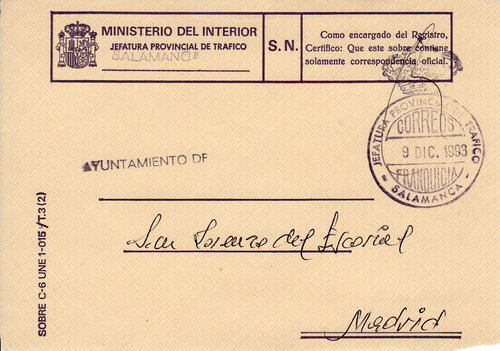 MINISTERIO DEL INTERIOR
JEFATURA PROVINCIAL DE TRAFICO
SALAMANCA
S. N.
Como encargado del Registro,
Certifico: Que este sobre contiene
solamente correspondencia oficial.
JEFATURA PROVINCIAL DE TRAFICO
CORREOS
9 DIC. 1993
FRANQUICIA
- SALAMANCA -
AYUNTAMIENTO DE
San Lorenzo del Escorial
Madrid
SOBRE C-6 UNE 1-015/T.3 (2)